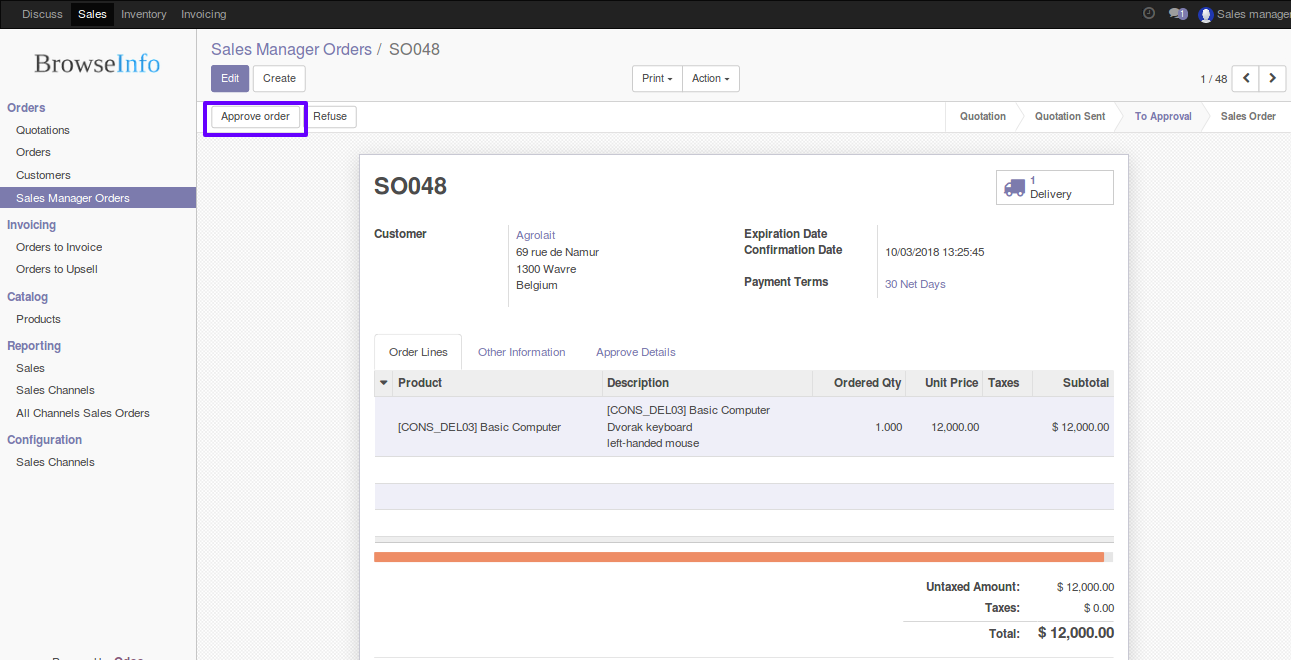 Discuss Sales Inventory Invoicing 1 Sales manager
BrowseInfo
Sales Manager Orders / SO048
Edit Create Print Action 1 / 48
Approve order Refuse Quotation Quotation Sent To Approval Sales Order
Orders
Quotations
Orders
Customers
Sales Manager Orders
Invoicing
Orders to Invoice
Orders to Upsell
Catalog
Products
Reporting
Sales
Sales Channels
All Channels Sales Orders
Configuration
Sales Channels
SO048
1
Delivery
Customer
Agrolait
69 rue de Namur
1300 Wavre
Belgium
Expiration Date
Confirmation Date 10/03/2018 13:25:45
Payment Terms 30 Net Days
Order Lines Other Information Approve Details
Product Description Ordered Qty Unit Price Taxes Subtotal
[CONS_DEL03] Basic Computer
[CONS_DEL03] Basic Computer
Dvorak keyboard
left-handed mouse
1.000 12,000.00 $ 12,000.00
Untaxed Amount: $ 12,000.00
Taxes: $ 0.00
Total: $ 12,000.00